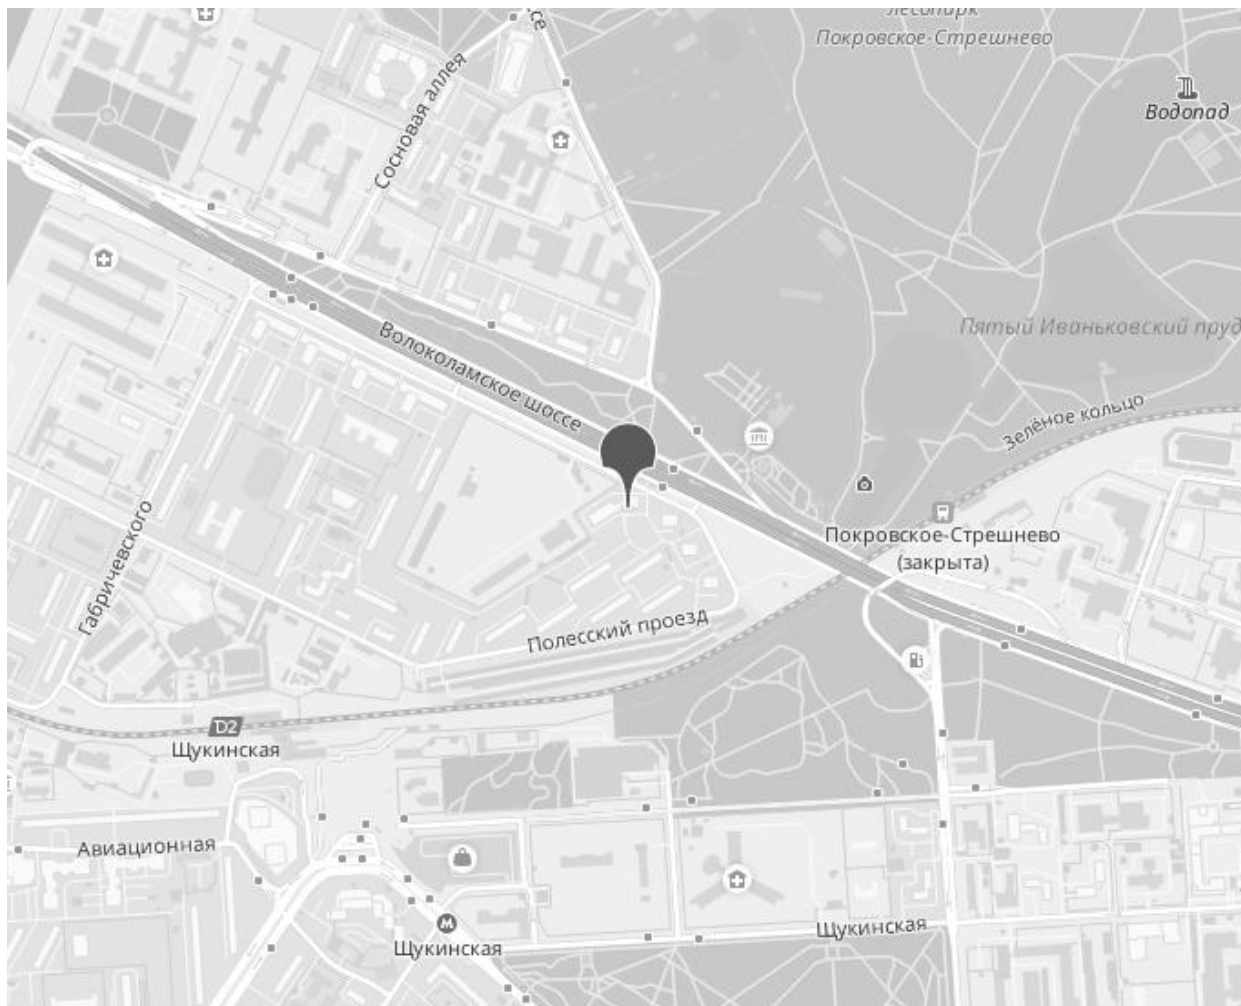 лесопарк
Покровское-Стрешнево
Водопад
Сосновая аллея
Пятый Иваньковский пруд
Волоколамское шоссе
Зелёное кольцо
Покровское-Стрешнево
(закрыта)
Габричевского
Полесский проезд
D2
Щукинская
Авиационная
М
Щукинская
Щукинская